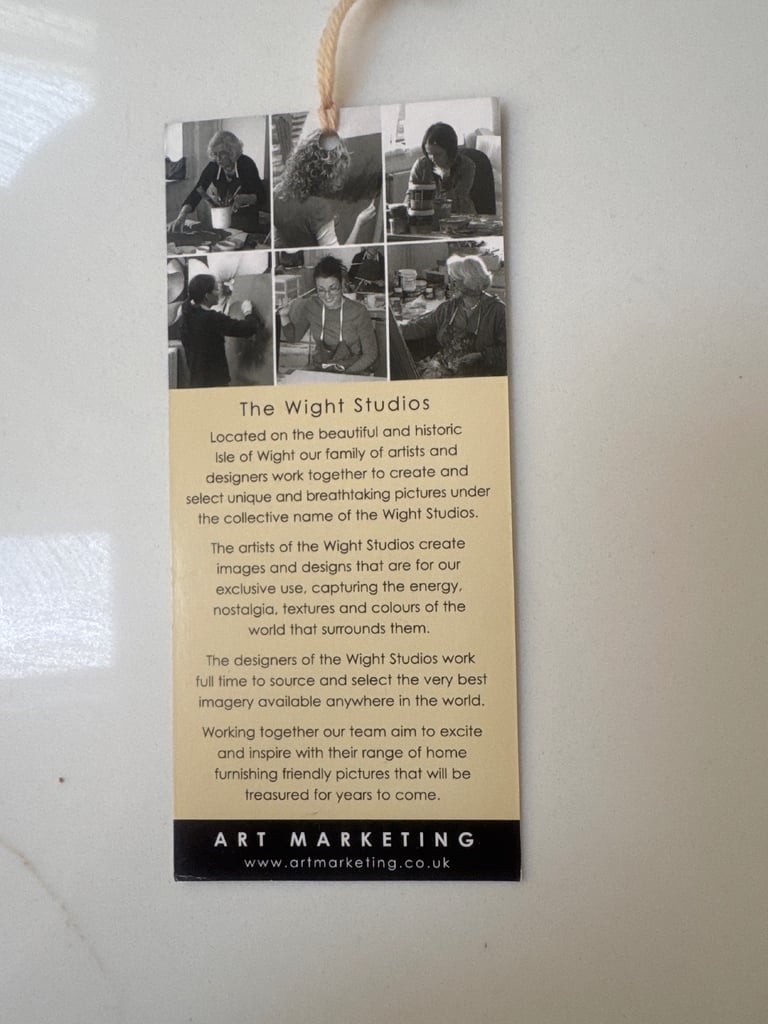 The Wight Studios
Located on the beautiful and historic
Isle of Wight our family of artists and
designers work together to create and
select unique and breathtaking pictures under
the collective name of the Wight Studios.
The artists of the Wight Studios create
images and designs that are for our
exclusive use, capturing the energy,
nostalgia, textures and colours of the
world that surrounds them.
The designers of the Wight Studios work
full time to source and select the very best
imagery available anywhere in the world.
Working together our team aim to excite
and inspire with their range of home
furnishing friendly pictures that will be
treasured for years to come.
ART MARKETING
www.artmarketing.co.uk